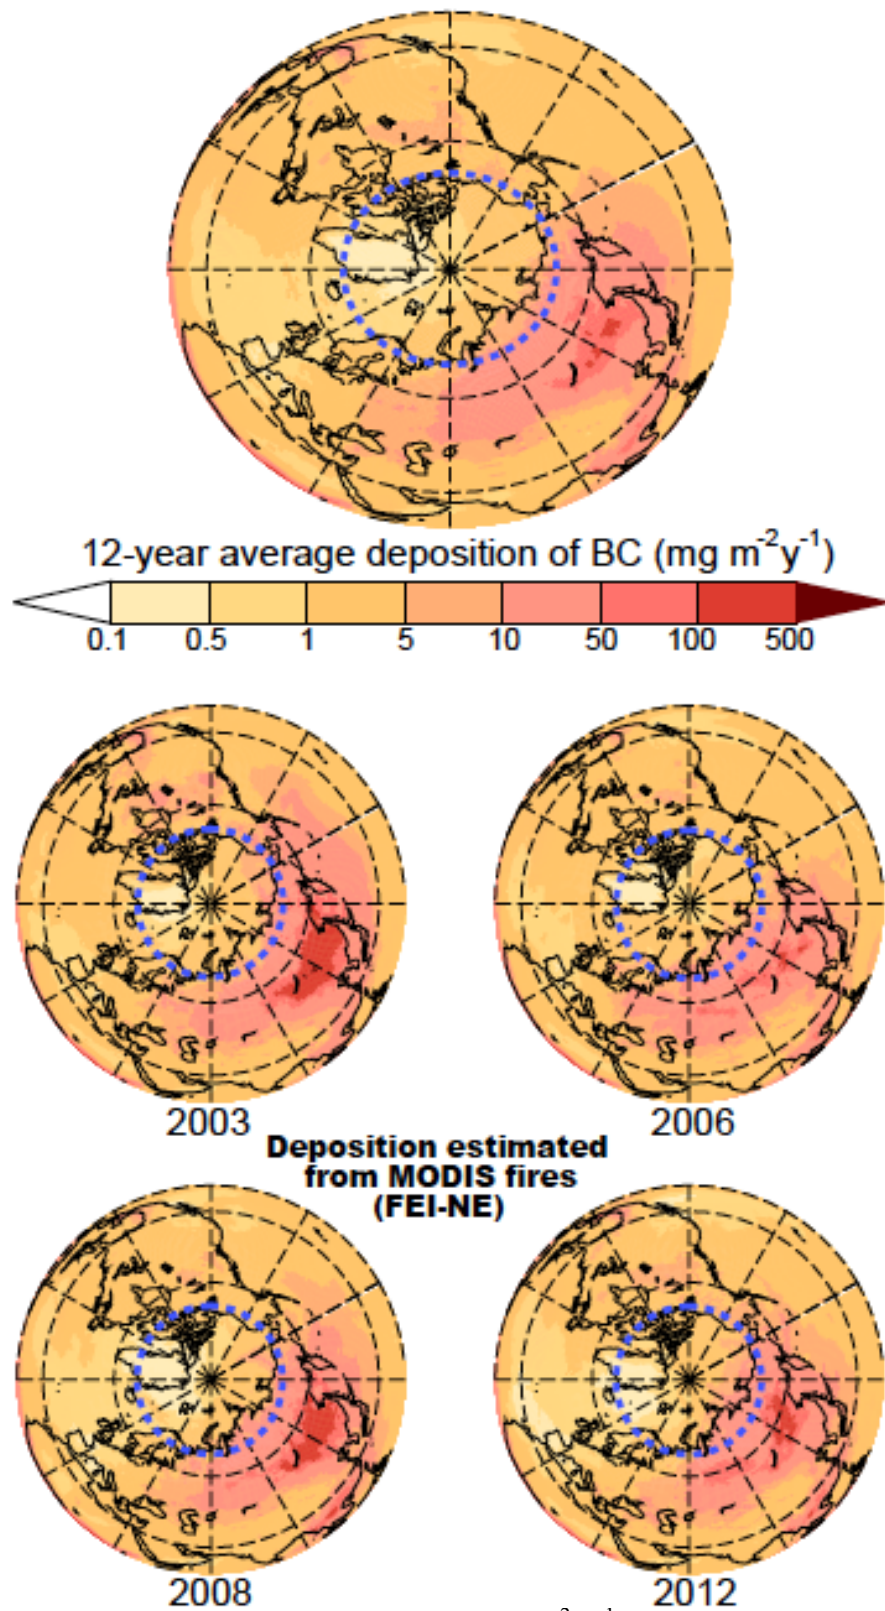 12-year average deposition of BC (mg m⁻²y⁻¹)
0.1 0.5 1 5 10 50 100 500
2003 2006
Deposition estimated
from MODIS fires
(FEI-NE)
2008 2012